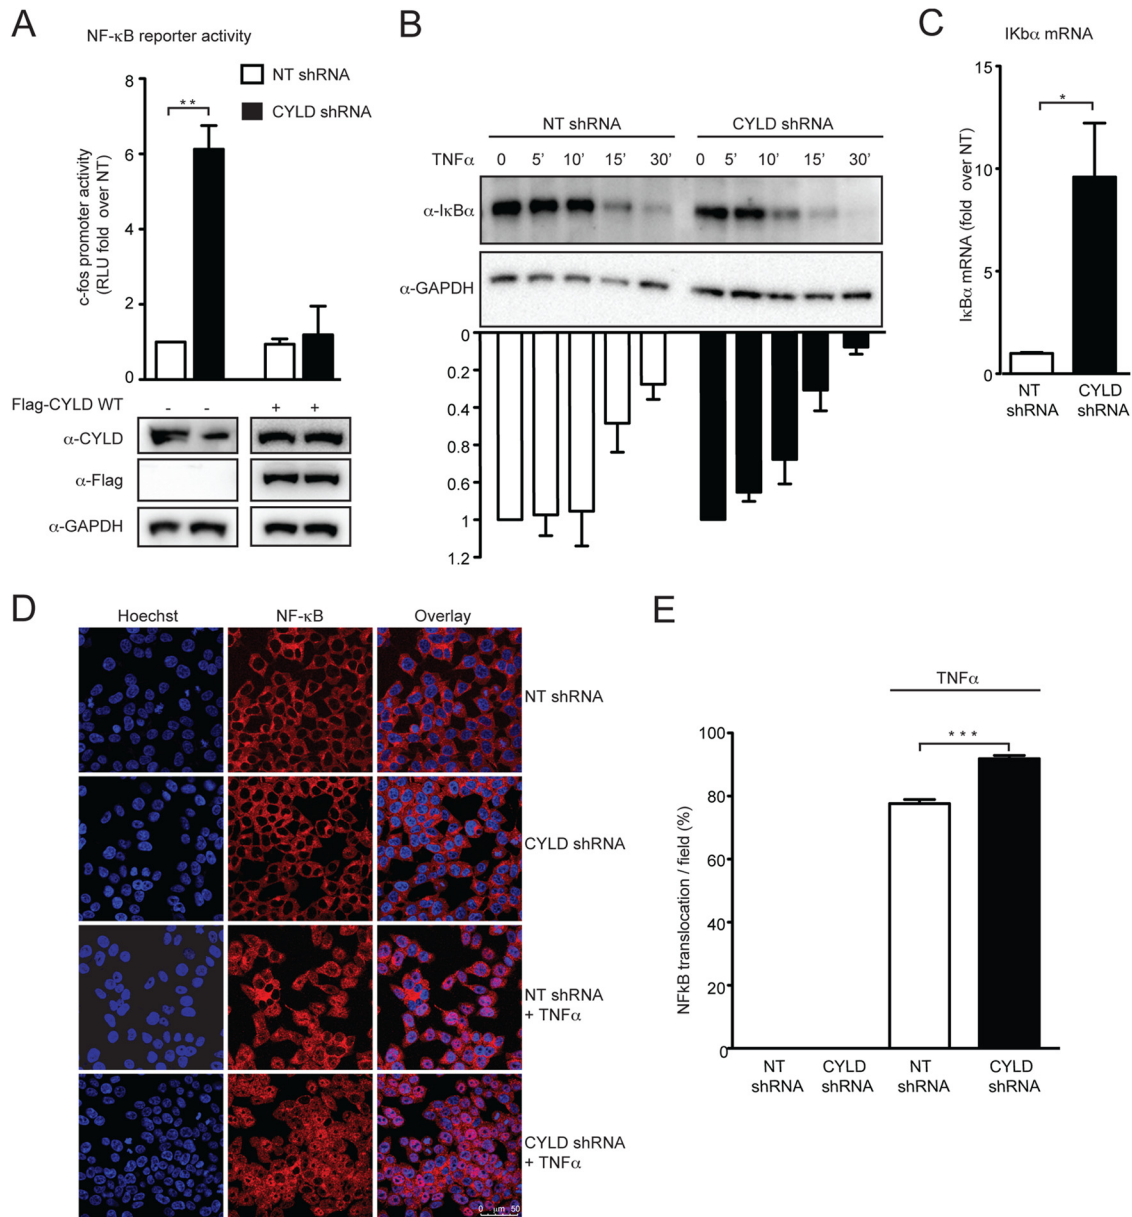 A
NF-κB reporter activity
NT shRNA
CYLD shRNA
**
8
6
4
2
0
c-fos promoter activity
(RLU fold over NT)
Flag-CYLD WT - - + +
α-CYLD
α-Flag
α-GAPDH
B
NT shRNA CYLD shRNA
TNFα 0 5' 10' 15' 30' 0 5' 10' 15' 30'
α-IκBα
α-GAPDH
0
0.2
0.4
0.8
0.6
1
1.2
C
IKbα mRNA
*
15
10
5
0
IκBα mRNA (fold over NT)
NT
shRNA
CYLD
shRNA
D
Hoechst NF-κB Overlay
NT shRNA
CYLD shRNA
NT shRNA
+ TNFα
CYLD shRNA
+ TNFα
0 μm 50
E
TNFα
***
100
80
60
40
20
0
NFkB translocation / field (%)
NT
shRNA
CYLD
shRNA
NT
shRNA
CYLD
shRNA